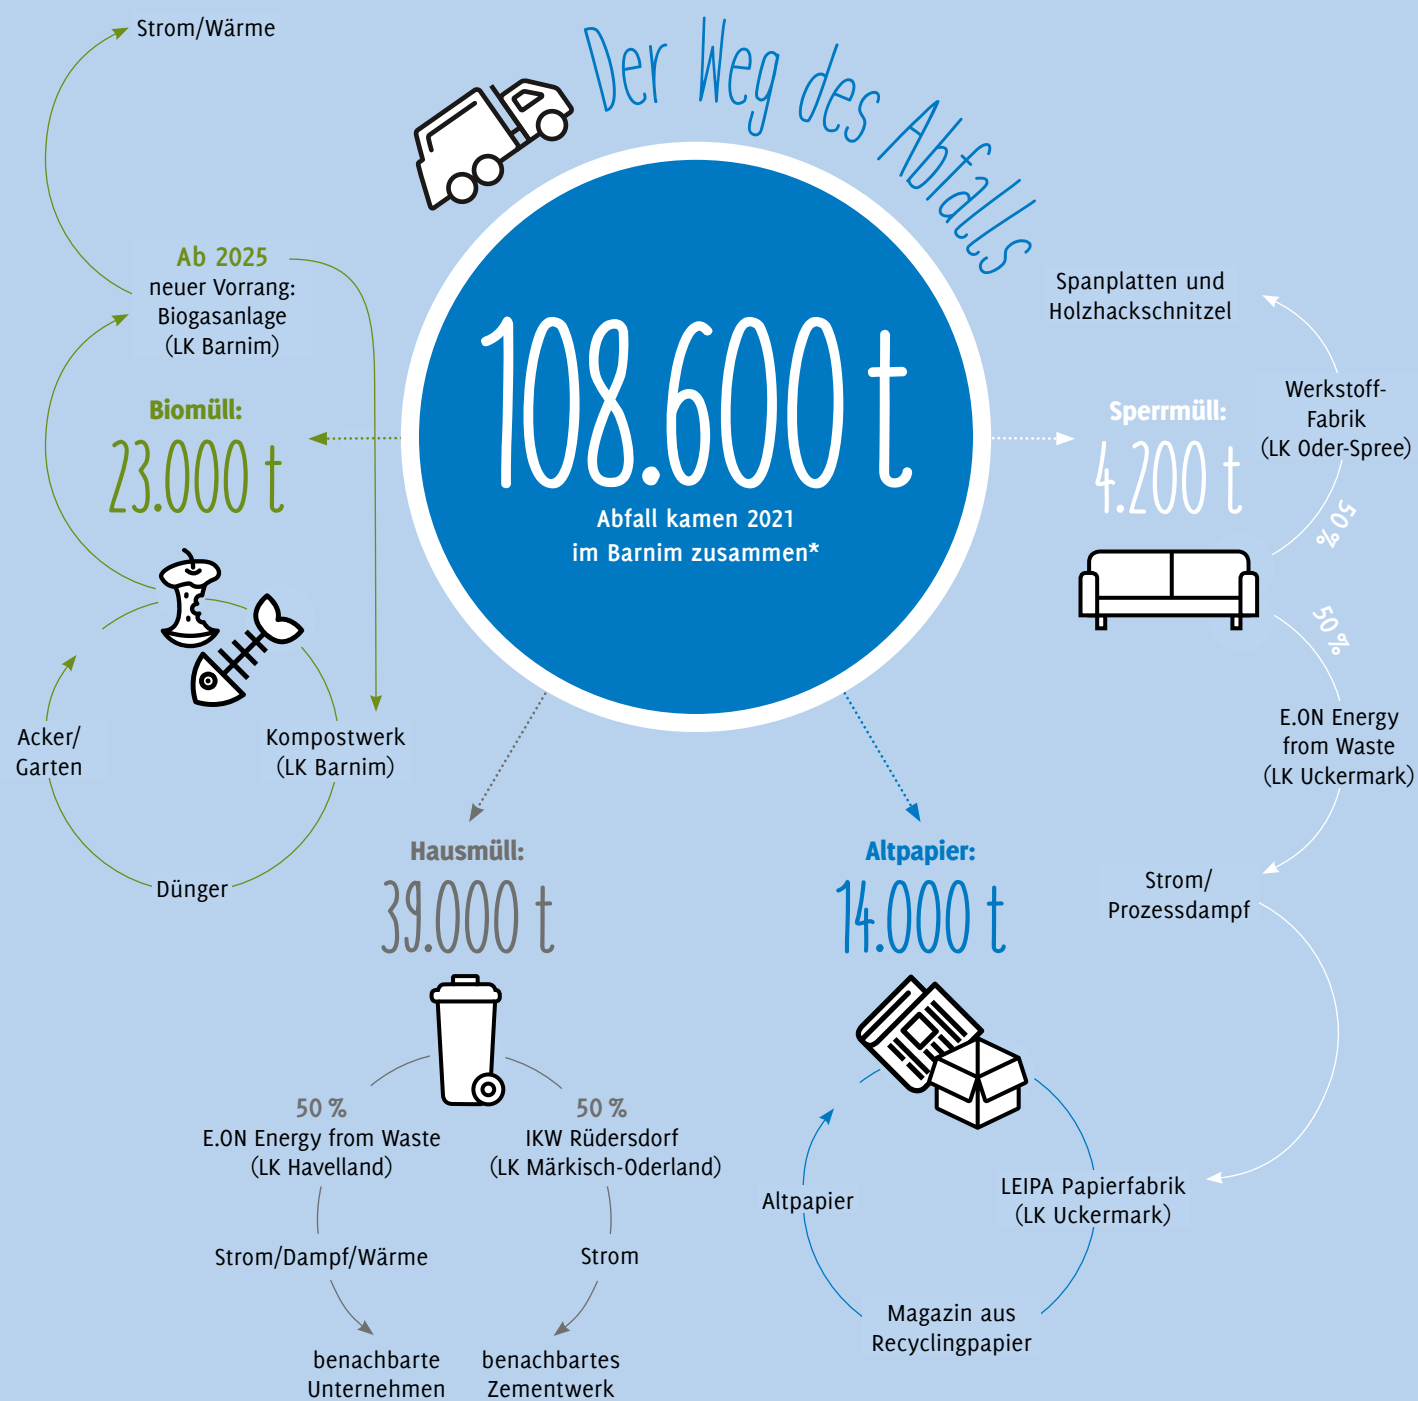 Der Weg des Abfalls
108.600 t
Abfall kamen 2021
im Barnim zusammen*
Strom/Wärme
Ab 2025
neuer Vorrang:
Biogasanlage
(LK Barnim)
Biomüll:
23.000 t
Acker/
Garten
Kompostwerk
(LK Barnim)
Dünger
Hausmüll:
39.000 t
50 %
E.ON Energy from Waste
(LK Havelland)
Strom/Dampf/Wärme
benachbarte
Unternehmen
50 %
IKW Rüdersdorf
(LK Märkisch-Oderland)
Strom
benachbartes
Zementwerk
Altpapier:
14.000 t
Altpapier
LEIPA Papierfabrik
(LK Uckermark)
Magazin aus
Recyclingpapier
Spanplatten und
Holzhackschnitzel
Werkstoff-
Fabrik
(LK Oder-Spree)
Sperrmüll:
4.200 t
50 %
50 %
E.ON Energy
from Waste
(LK Uckermark)
Strom/
Prozessdampf